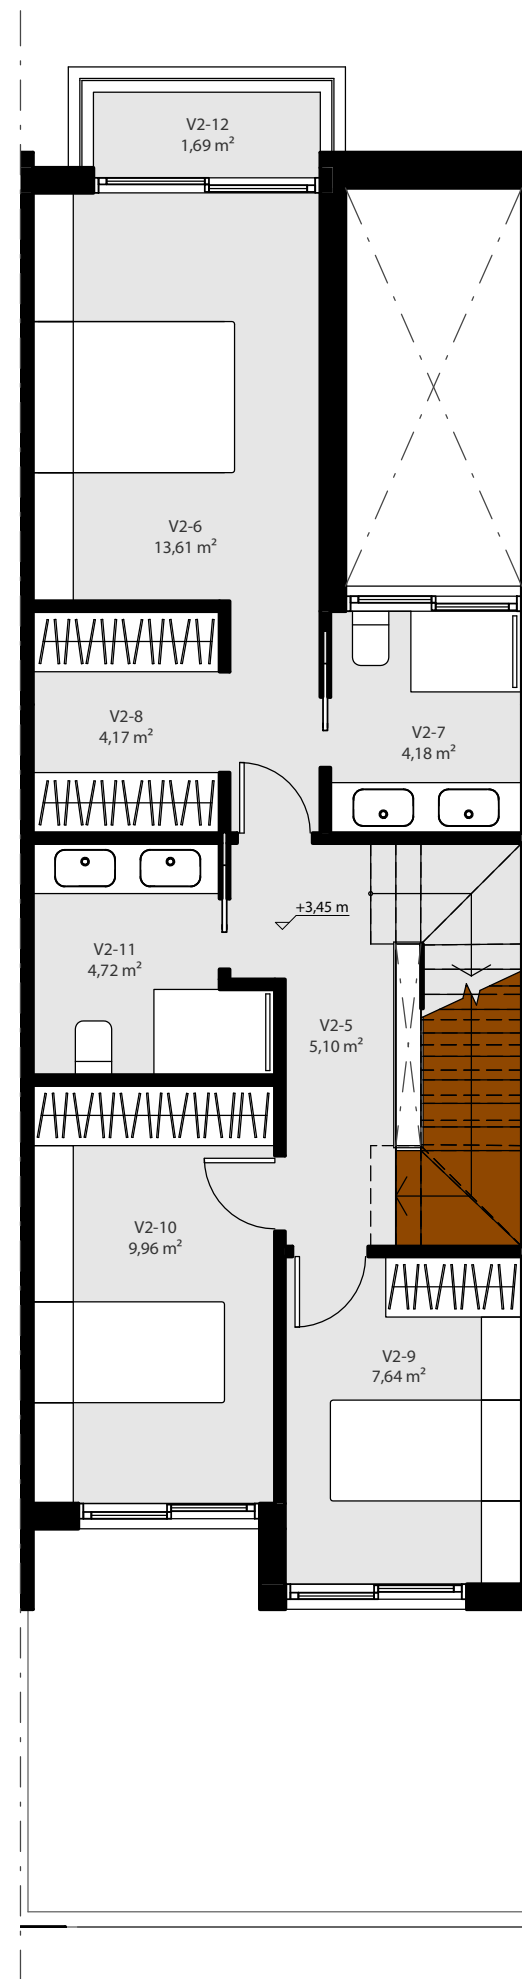 V2-12
1,69 m²
V2-6
13,61 m²
V2-8
4,17 m²
V2-7
4,18 m²
+3,45 m
V2-11
4,72 m²
V2-5
5,10 m²
V2-10
9,96 m²
V2-9
7,64 m²